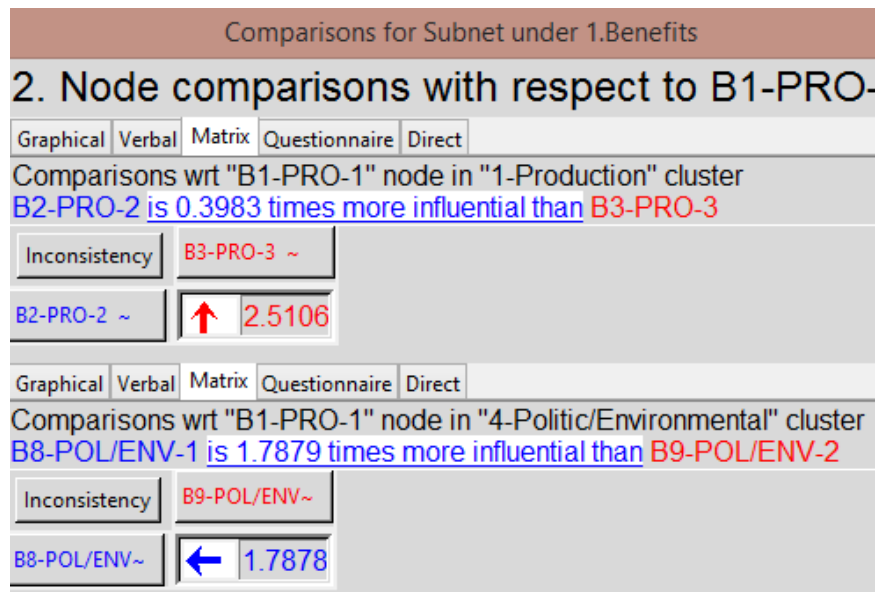 Comparisons for Subnet under 1.Benefits
2. Node comparisons with respect to B1-PRO-
Graphical Verbal Matrix Questionnaire Direct
Comparisons wrt "B1-PRO-1" node in "1-Production" cluster
B2-PRO-2 is 0.3983 times more influential than B3-PRO-3
Inconsistency B3-PRO-3 ~
B2-PRO-2 ~ 2.5106
Graphical Verbal Matrix Questionnaire Direct
Comparisons wrt "B1-PRO-1" node in "4-Politic/Environmental" cluster
B8-POL/ENV-1 is 1.7879 times more influential than B9-POL/ENV-2
Inconsistency B9-POL/ENV~
B8-POL/ENV~ 1.7878